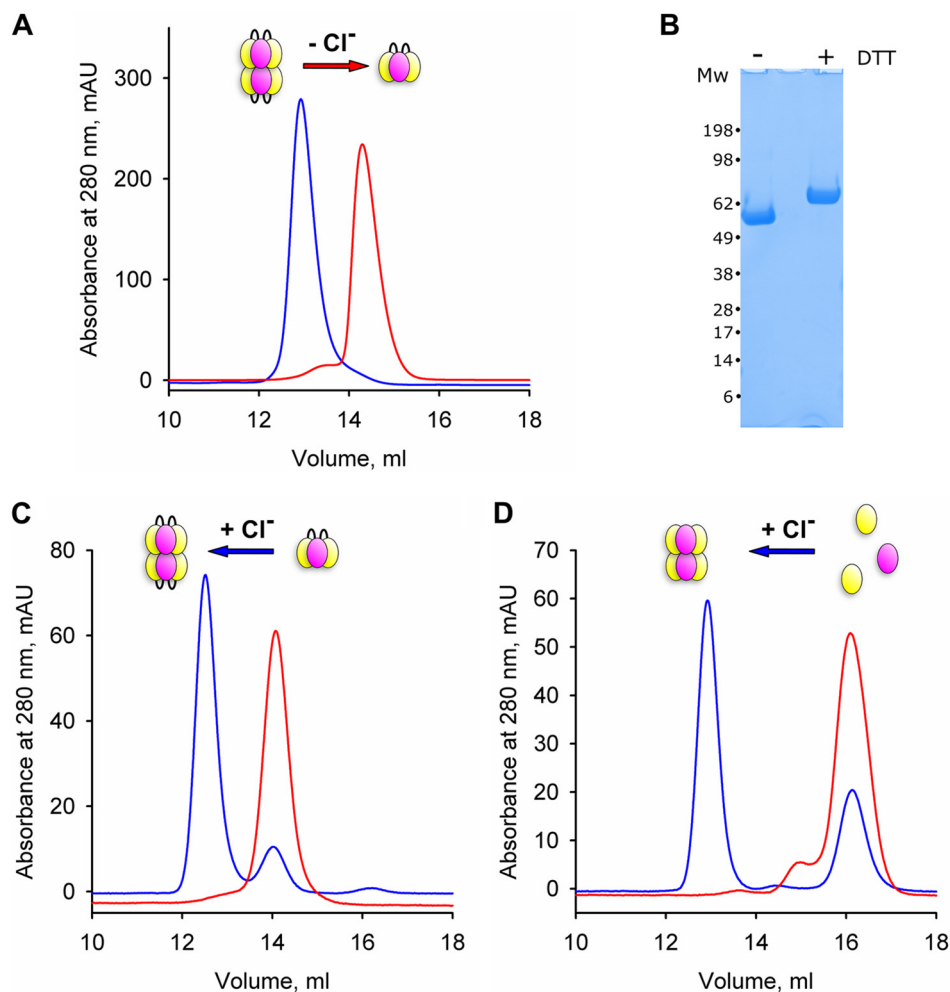 A
- Cl⁻
Absorbance at 280 nm, mAU
300
200
100
0
10 12 14 16 18
Volume, ml
B
- + DTT
Mw
198
98
62
49
38
28
17
14
6
C
+ Cl⁻
Absorbance at 280 nm, mAU
80
60
40
20
0
10 12 14 16 18
Volume, ml
D
+ Cl⁻
Absorbance at 280 nm, mAU
70
60
50
40
30
20
10
0
10 12 14 16 18
Volume, ml